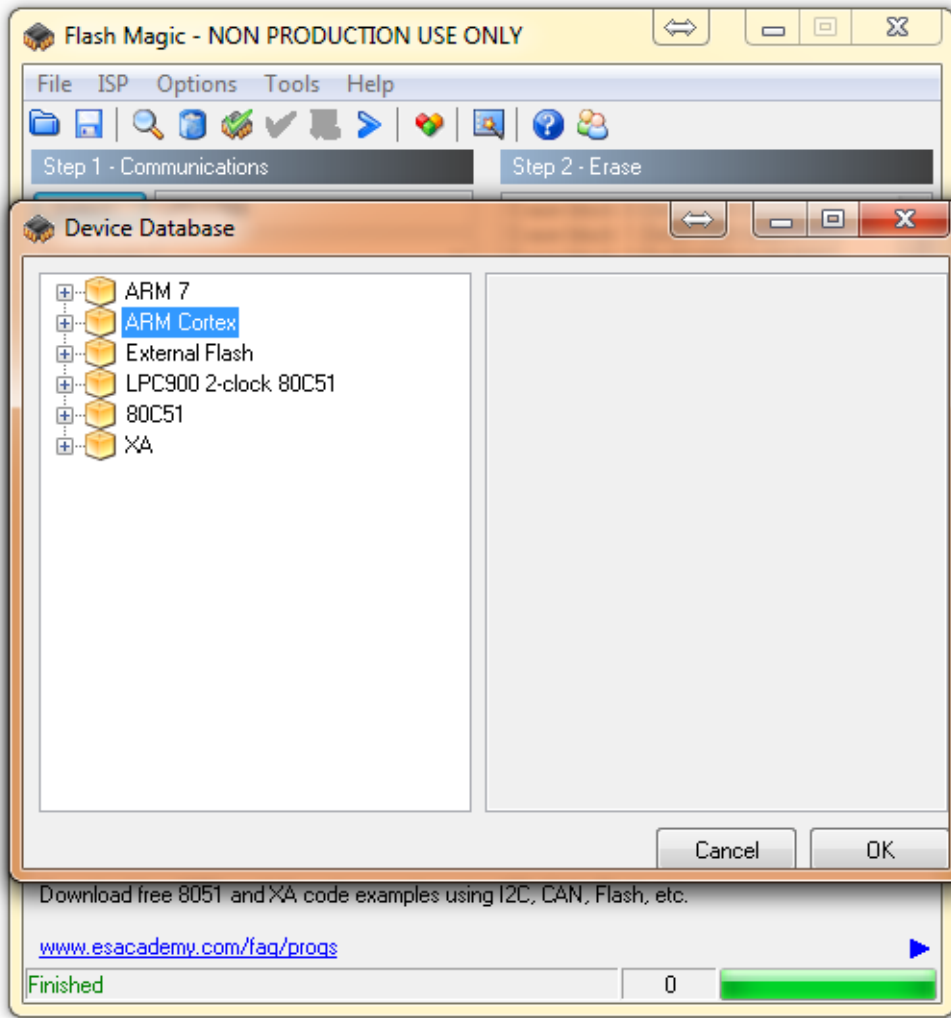 Flash Magic - NON PRODUCTION USE ONLY
File ISP Options Tools Help
Step 1 - Communications
Step 2 - Erase
Device Database
ARM 7
ARM Cortex
External Flash
LPC900 2-clock 80C51
80C51
XA
Cancel
OK
Download free 8051 and XA code examples using I2C, CAN, Flash, etc.
www.esacademy.com/faq/progs
Finished
0